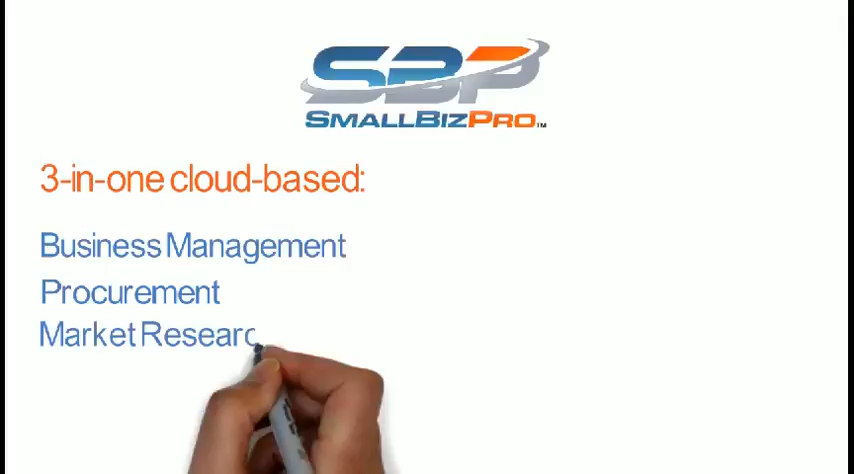 SBP
SMALLBIZPRO™
3-in-one cloud-based:
Business Management
Procurement
Market Researc